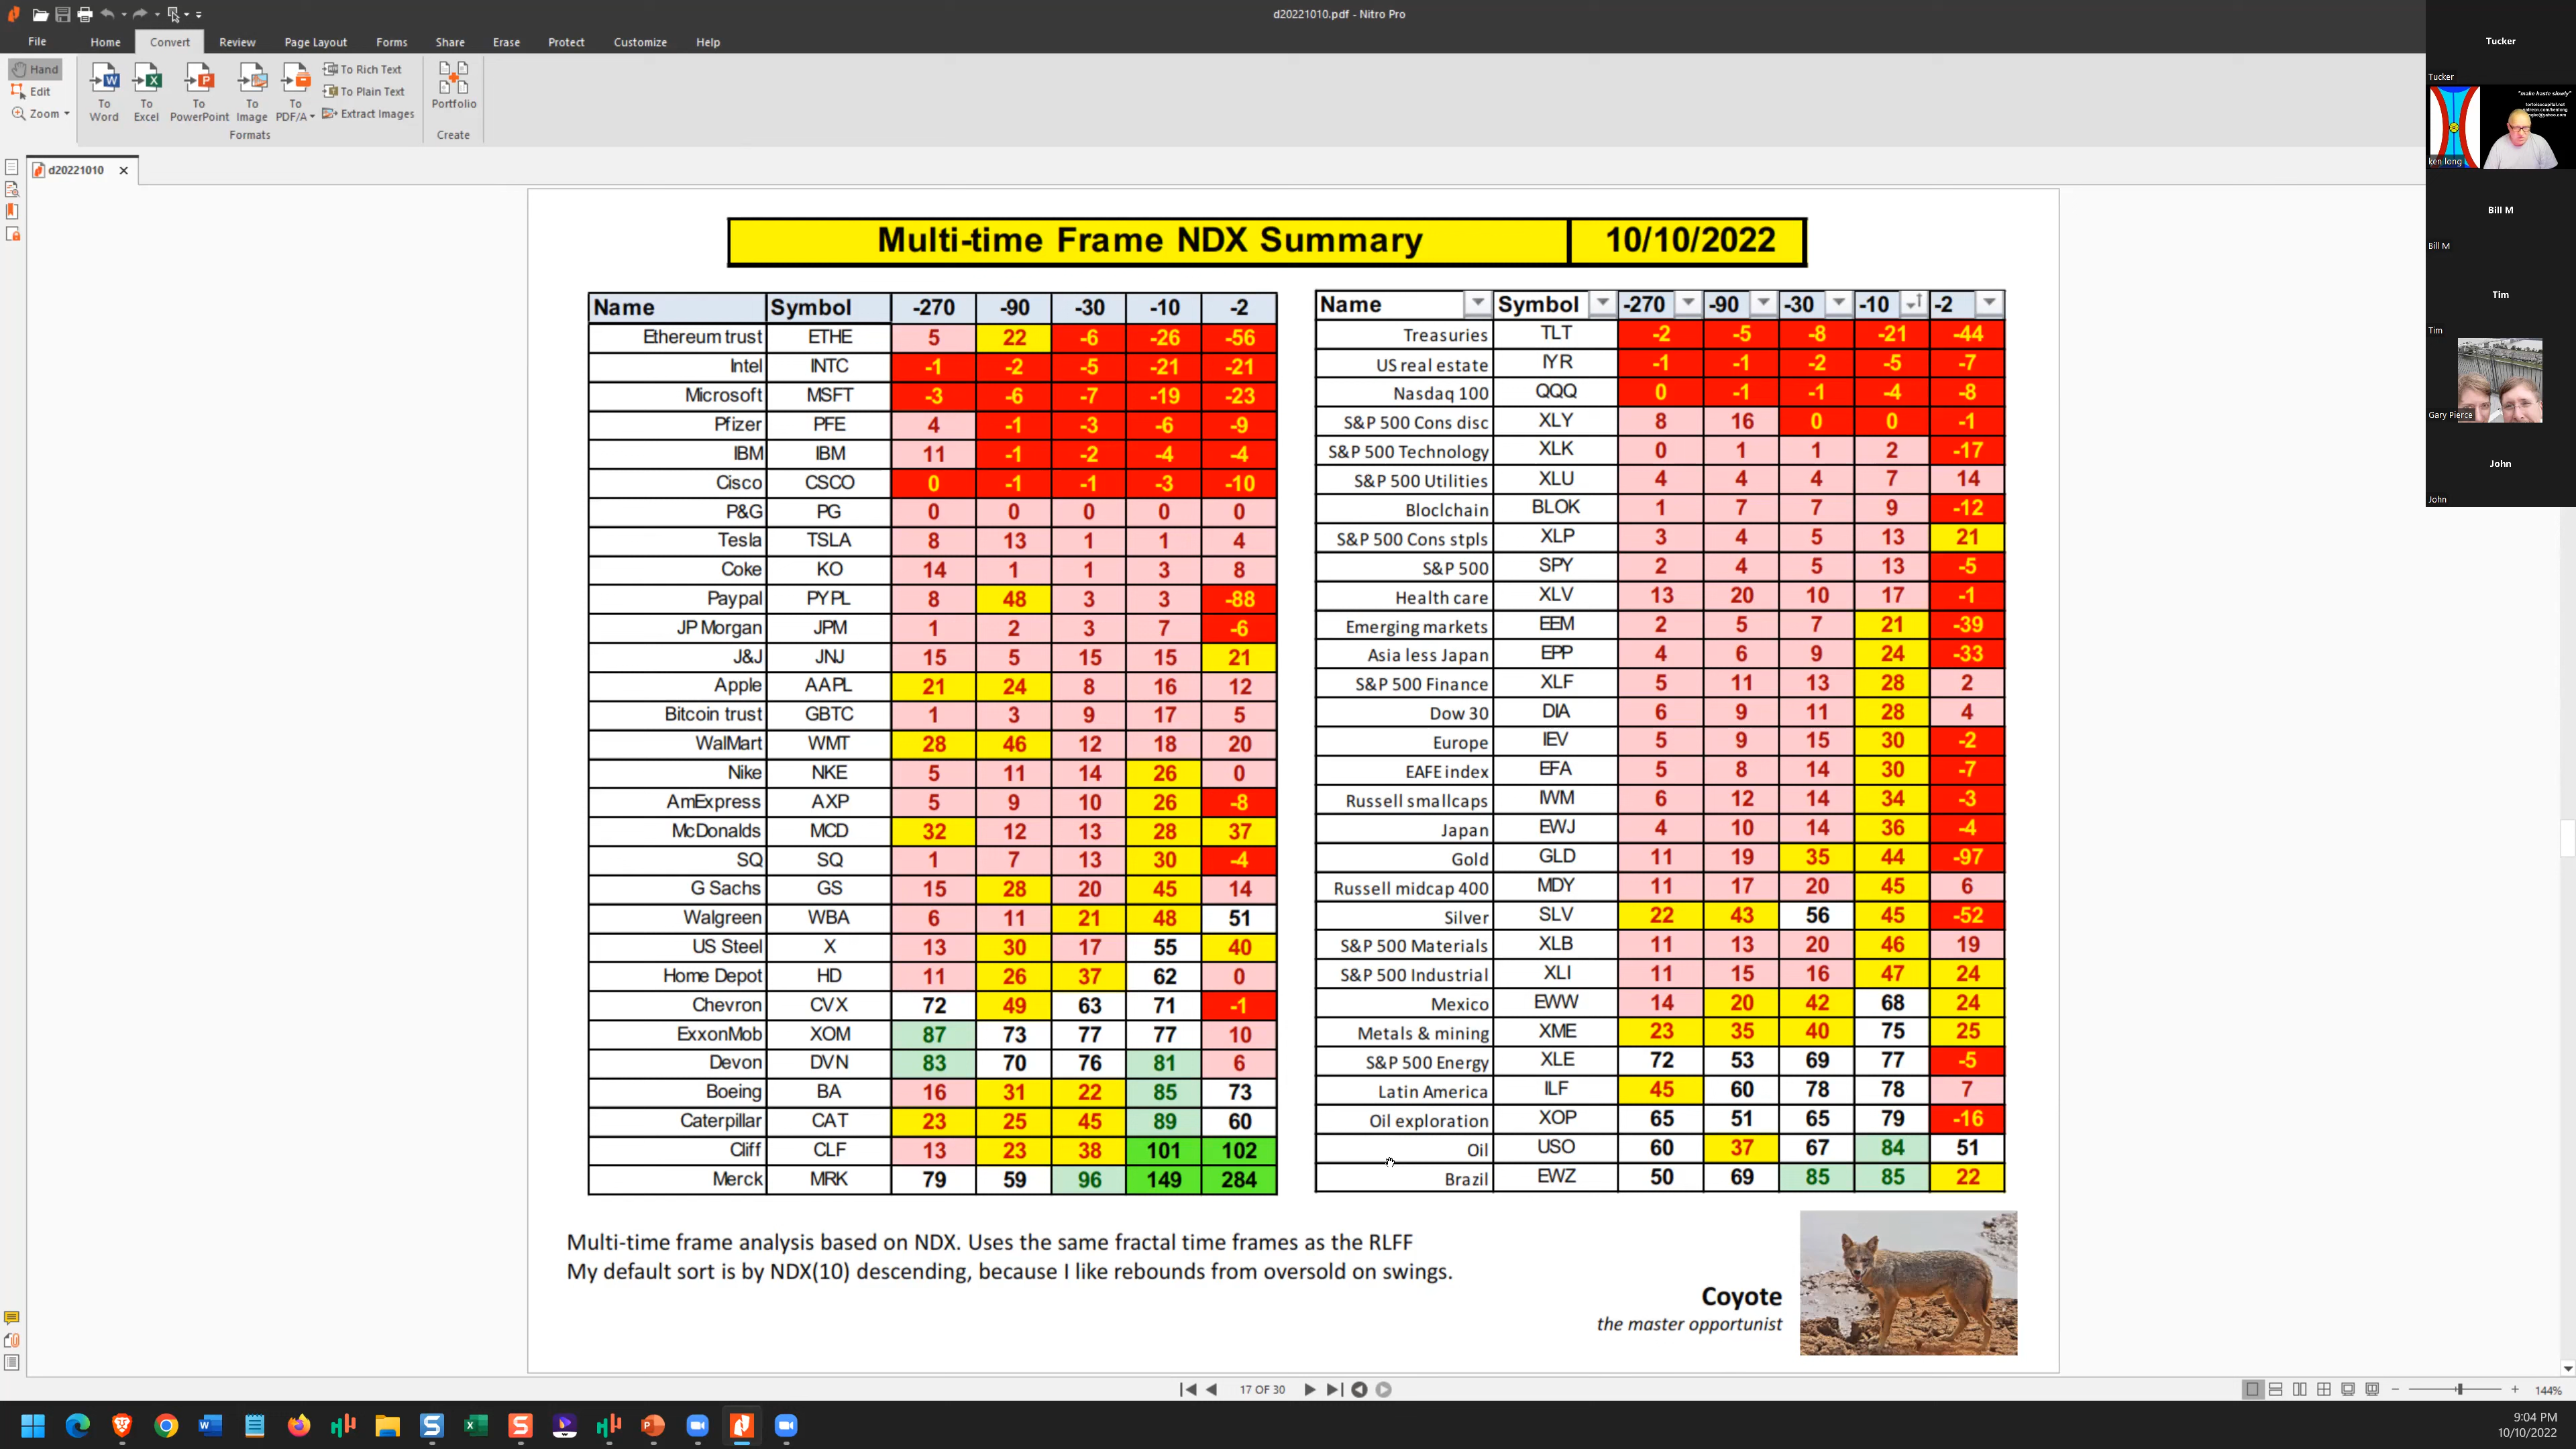 d20221010.pdf - Nitro Pro
File Home Convert Review Page Layout Forms Share Erase Protect Customize Help
Hand
Edit
Zoom
To Word
To Excel
To PowerPoint
To Image
To PDF/A
To Rich Text
To Plain Text
Extract Images
Portfolio
Formats
Create
d20221010
Multi-time Frame NDX Summary 10/10/2022
Name Symbol -270 -90 -30 -10 -2
Ethereum trust ETHE 5 22 -6 -26 -56
Intel INTC -1 -2 -5 -21 -21
Microsoft MSFT -3 -6 -7 -19 -23
Pfizer PFE 4 -1 -3 -6 -9
IBM IBM 11 -1 -2 -4 -4
Cisco CSCO 0 -1 -1 -3 -10
P&G PG 0 0 0 0 0
Tesla TSLA 8 13 1 1 4
Coke KO 14 1 1 3 8
Paypal PYPL 8 48 3 3 -88
JP Morgan JPM 1 2 3 7 -6
J&J JNJ 15 5 15 15 21
Apple AAPL 21 24 8 16 12
Bitcoin trust GBTC 1 3 9 17 5
WalMart WMT 28 46 12 18 20
Nike NKE 5 11 14 26 0
AmExpress AXP 5 9 10 26 -8
McDonalds MCD 32 12 13 28 37
SQ SQ 1 7 13 30 -4
G Sachs GS 15 28 20 45 14
Walgreen WBA 6 11 21 48 51
US Steel X 13 30 17 55 40
Home Depot HD 11 26 37 62 0
Chevron CVX 72 49 63 71 -1
ExxonMob XOM 87 73 77 77 10
Devon DVN 83 70 76 81 6
Boeing BA 16 31 22 85 73
Caterpillar CAT 23 25 45 89 60
Cliff CLF 13 23 38 101 102
Merck MRK 79 59 96 149 284
Name Symbol -270 -90 -30 -10 -2
Treasuries TLT -2 -5 -8 -21 -44
US real estate IYR -1 -1 -2 -5 -7
Nasdaq 100 QQQ 0 -1 -1 -4 -8
S&P 500 Cons disc XLY 8 16 0 0 -1
S&P 500 Technology XLK 0 1 1 2 -17
S&P 500 Utilities XLU 4 4 4 7 14
Bloclchain BLOK 1 7 7 9 -12
S&P 500 Cons stpls XLP 3 4 5 13 21
S&P 500 SPY 2 4 5 13 -5
Health care XLV 13 20 10 17 -1
Emerging markets EEM 2 5 7 21 -39
Asia less Japan EPP 4 6 9 24 -33
S&P 500 Finance XLF 5 11 13 28 2
Dow 30 DIA 6 9 11 28 4
Europe IEV 5 9 15 30 -2
EAFE index EFA 5 8 14 30 -7
Russell smallcaps IWM 6 12 14 34 -3
Japan EWJ 4 10 14 36 -4
Gold GLD 11 19 35 44 -97
Russell midcap 400 MDY 11 17 20 45 6
Silver SLV 22 43 56 45 -52
S&P 500 Materials XLB 11 13 20 46 19
S&P 500 Industrial XLI 11 15 16 47 24
Mexico EWW 14 20 42 68 24
Metals & mining XME 23 35 40 75 25
S&P 500 Energy XLE 72 53 69 77 -5
Latin America ILF 45 60 78 78 7
Oil exploration XOP 65 51 65 79 -16
Oil USO 60 37 67 84 51
Brazil EWZ 50 69 85 85 22
Multi-time frame analysis based on NDX. Uses the same fractal time frames as the RLFF
My default sort is by NDX(10) descending, because I like rebounds from oversold on swings.
Coyote
the master opportunist
Tucker
Tucker
"make haste slowly"
ken long
Bill M
Bill M
Tim
Tim
Gary Pierce
John
John
17 OF 30
144%
9:04 PM
10/10/2022